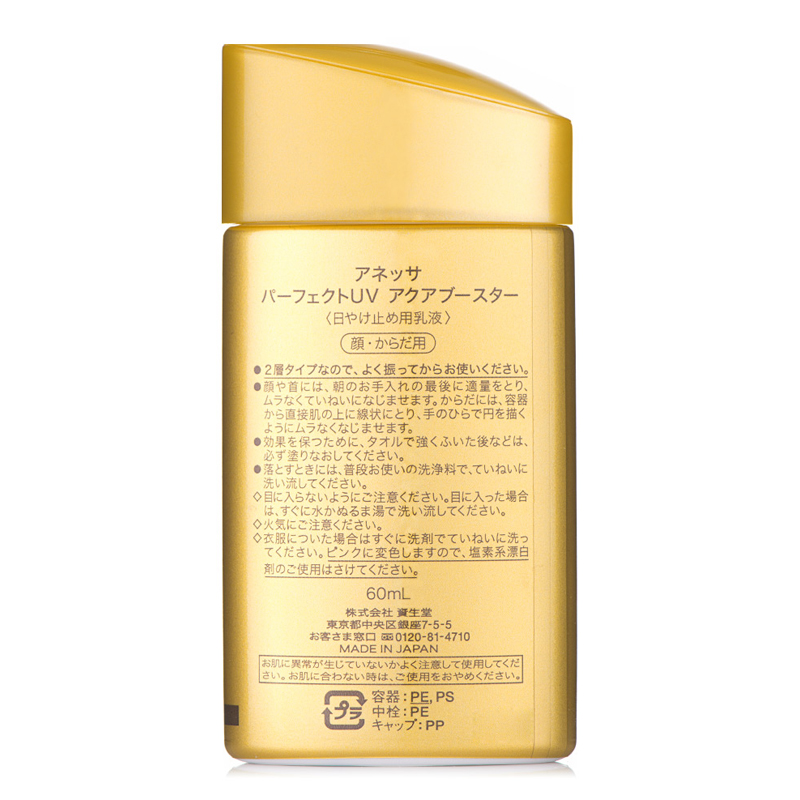 アネッサ
パーフェクトUV アクアブースター
〈日やけ止め用乳液〉
顔・からだ用
●2層タイプなので、よく振ってからお使いください。
●顔や首には、朝のお手入れの最後に適量をとり、
ムラなくていねいになじませます。からだには、容器
から直接肌の上に線状にとり、手のひらで円を描く
ようにムラなくなじませます。
●効果を保つために、タオルで強くふいた後などは、
必ず塗りなおしてください。
●落とすときには、普段お使いの洗浄料で、ていねいに
洗い流してください。
◇目に入らないようにご注意ください。目に入った場合
は、すぐに水かぬるま湯で洗い流してください。
◇火気にご注意ください。
◇衣服についた場合はすぐに洗剤でていねいに洗っ
てください。ピンクに変色しますので、塩素系漂白
剤のご使用はさけてください。
60mL
株式会社 資生堂
東京都中央区銀座7-5-5
お客さま窓口 0120-81-4710
MADE IN JAPAN
お肌に異常が生じていないかよく注意して使用してくだ
さい。お肌に合わない時は、ご使用をおやめください。
プラ
容器:PE, PS
中栓:PE
キャップ:PP